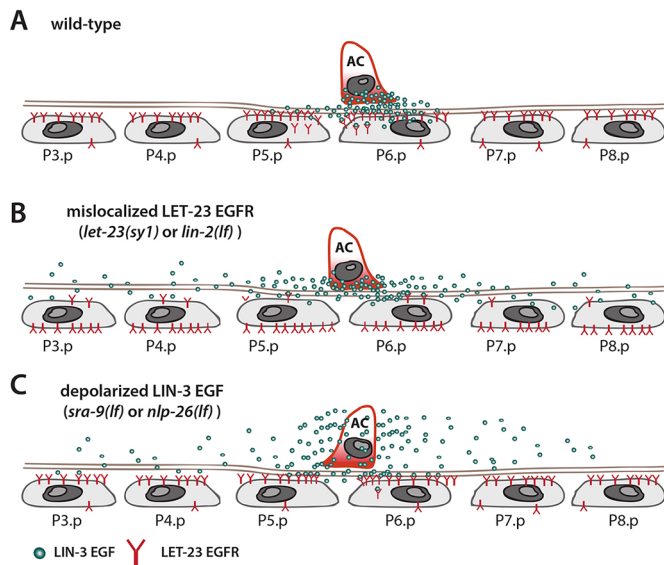 A
wild-type
AC
P3.p P4.p P5.p P6.p P7.p P8.p
B
mislocalized LET-23 EGFR
(let-23(sy1) or lin-2(lf) )
AC
P3.p P4.p P5.p P6.p P7.p P8.p
C
depolarized LIN-3 EGF
(sra-9(lf) or nlp-26(lf) )
AC
P3.p P4.p P5.p P6.p P7.p P8.p
LIN-3 EGF LET-23 EGFR